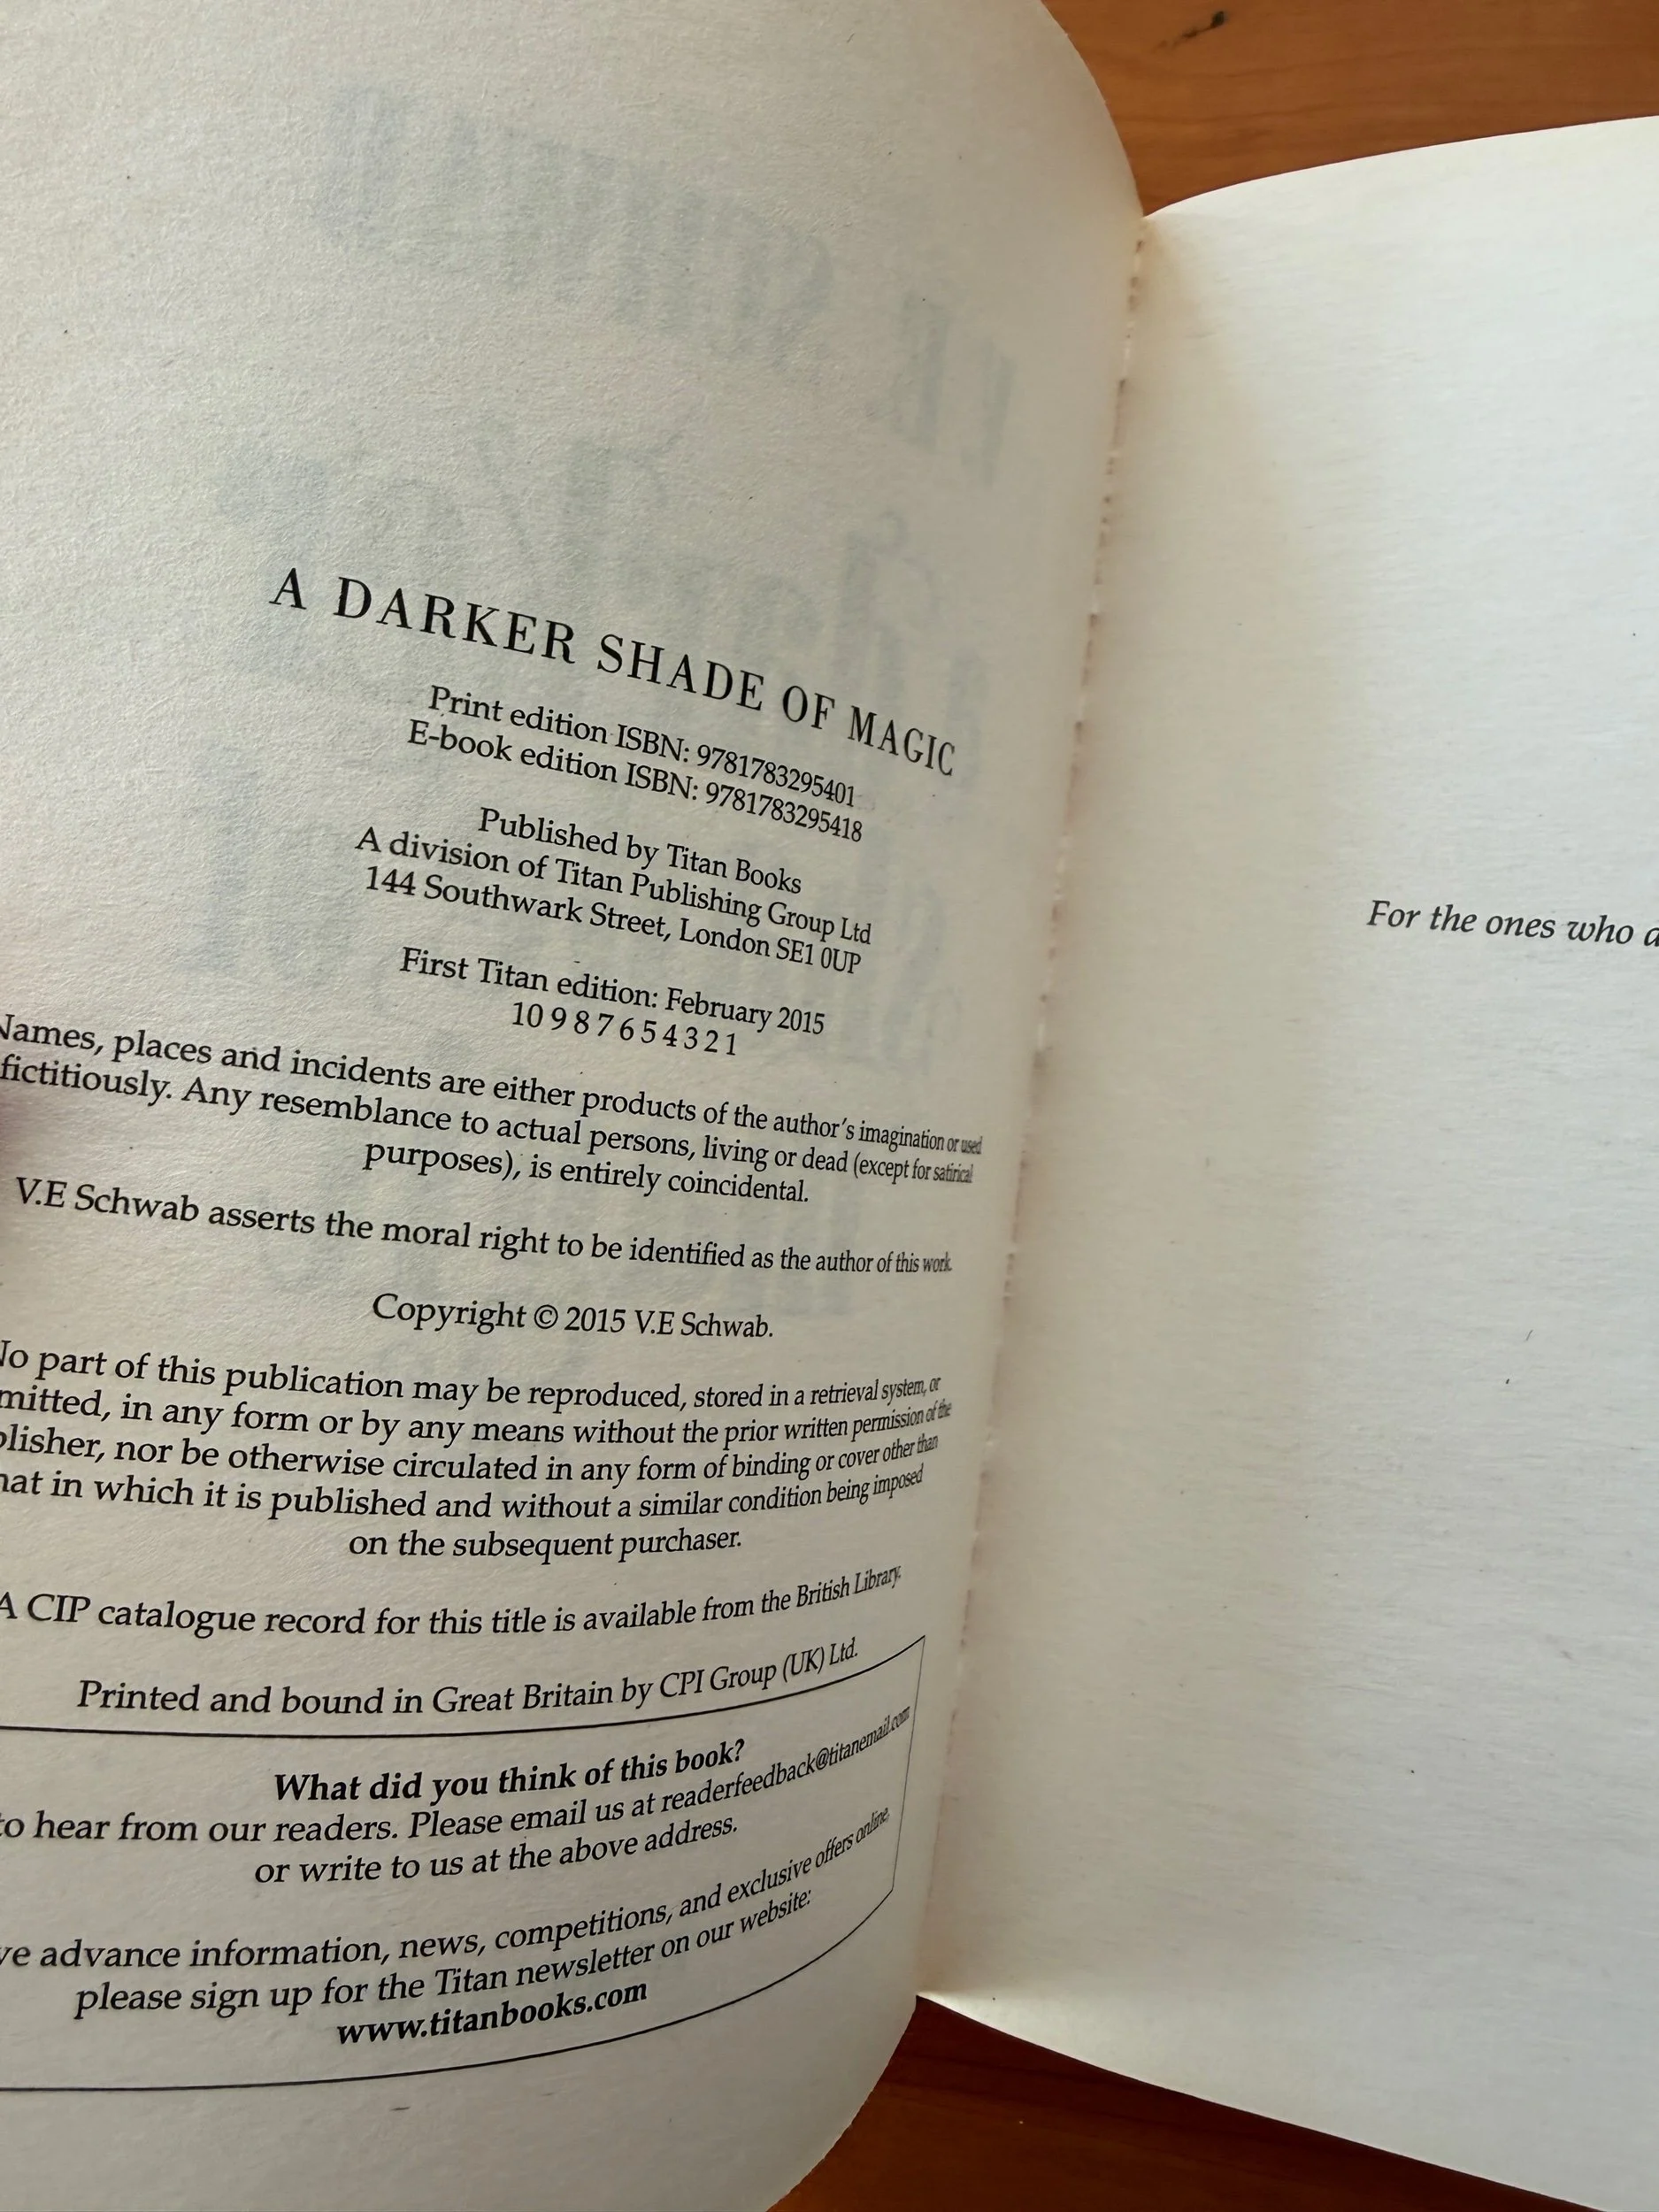 A DARKER SHADE OF MAGIC
Print edition ISBN: 9781783295401
E-book edition ISBN: 9781783295418
Published by Titan Books
A division of Titan Publishing Group Ltd
144 Southwark Street, London SE1 0UP
First Titan edition: February 2015
10 9 8 7 6 5 4 3 2 1
Names, places and incidents are either products of the author's imagination or used
fictitiously. Any resemblance to actual persons, living or dead (except for satirical
purposes), is entirely coincidental.
V.E Schwab asserts the moral right to be identified as the author of this work.
Copyright © 2015 V.E Schwab.
No part of this publication may be reproduced, stored in a retrieval system, or
mitted, in any form or by any means without the prior written permission of the
blisher, nor be otherwise circulated in any form of binding or cover other than
hat in which it is published and without a similar condition being imposed
on the subsequent purchaser.
A CIP catalogue record for this title is available from the British Library.
Printed and bound in Great Britain by CPI Group (UK) Ltd.
What did you think of this book?
to hear from our readers. Please email us at readerfeedback@titanemail.com
or write to us at the above address.
ve advance information, news, competitions, and exclusive offers online,
please sign up for the Titan newsletter on our website:
www.titanbooks.com
For the ones who